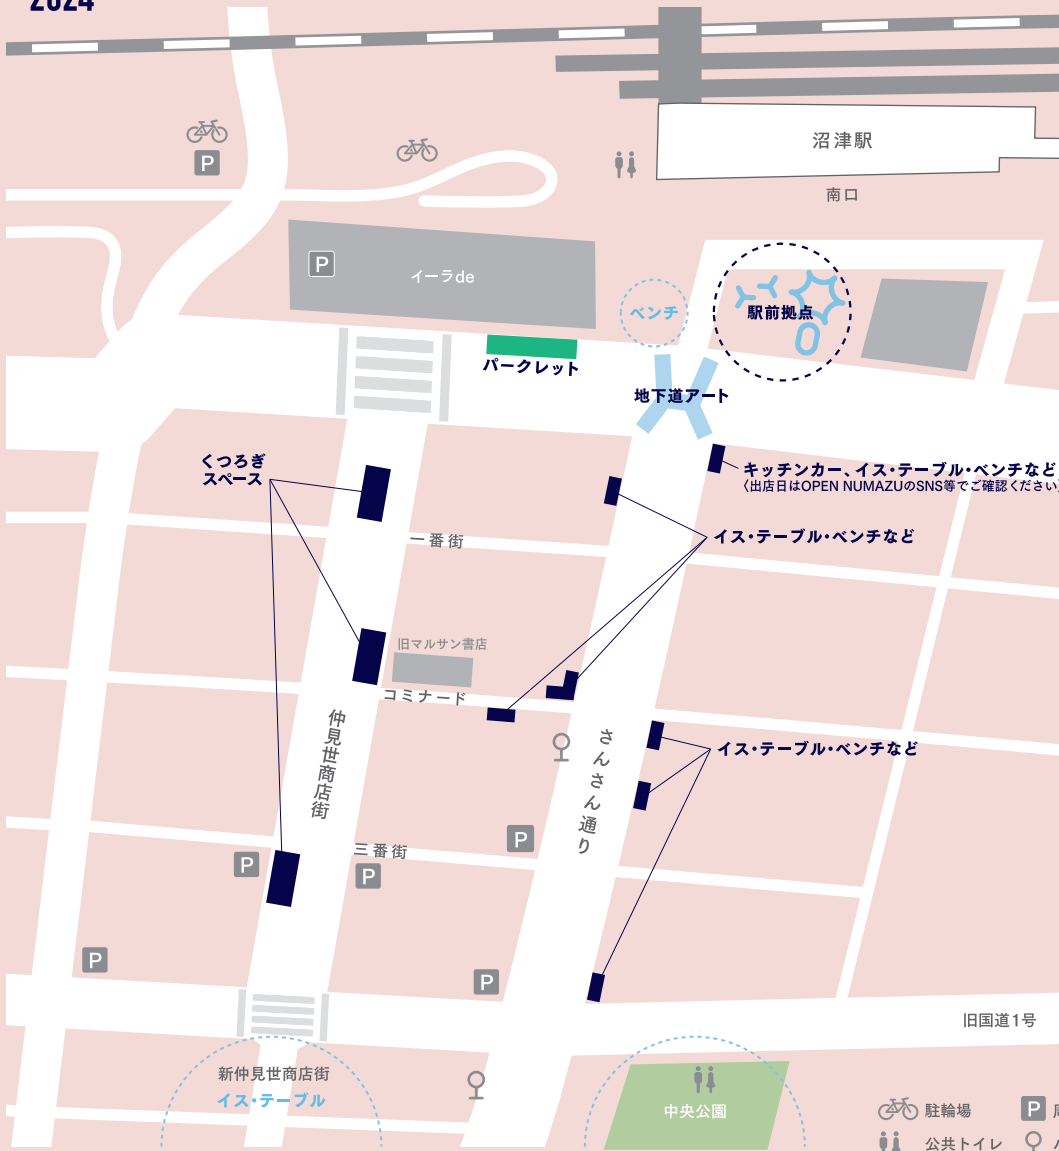 2024
沼津駅
南口
P
P
イーラde
ベンチ
駅前拠点
パークレット
地下道アート
くつろぎ
スペース
キッチンカー、イス・テーブル・ベンチなど
〈出店日はOPEN NUMAZUのSNS等でご確認ください
一番街
イス・テーブル・ベンチなど
旧マルサン書店
コミナード
仲見世商店街
さんさん通り
イス・テーブル・ベンチなど
P
三番街
P
P
P
P
旧国道1号
新仲見世商店街
イス・テーブル
中央公園
駐輪場
P
公共トイレ